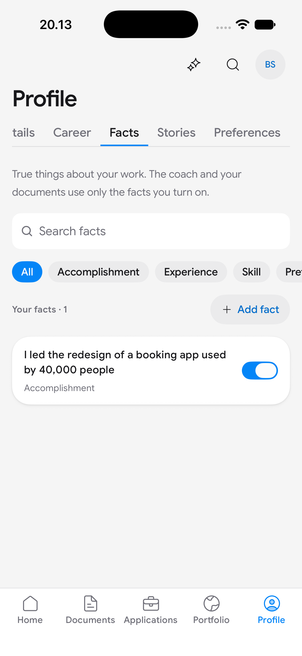 20.13
BS
Profile
tails Career Facts Stories Preferences
True things about your work. The coach and your
documents use only the facts you turn on.
Search facts
All Accomplishment Experience Skill Pre
Your facts · 1
+ Add fact
I led the redesign of a booking app used
by 40,000 people
Accomplishment
Home Documents Applications Portfolio Profile